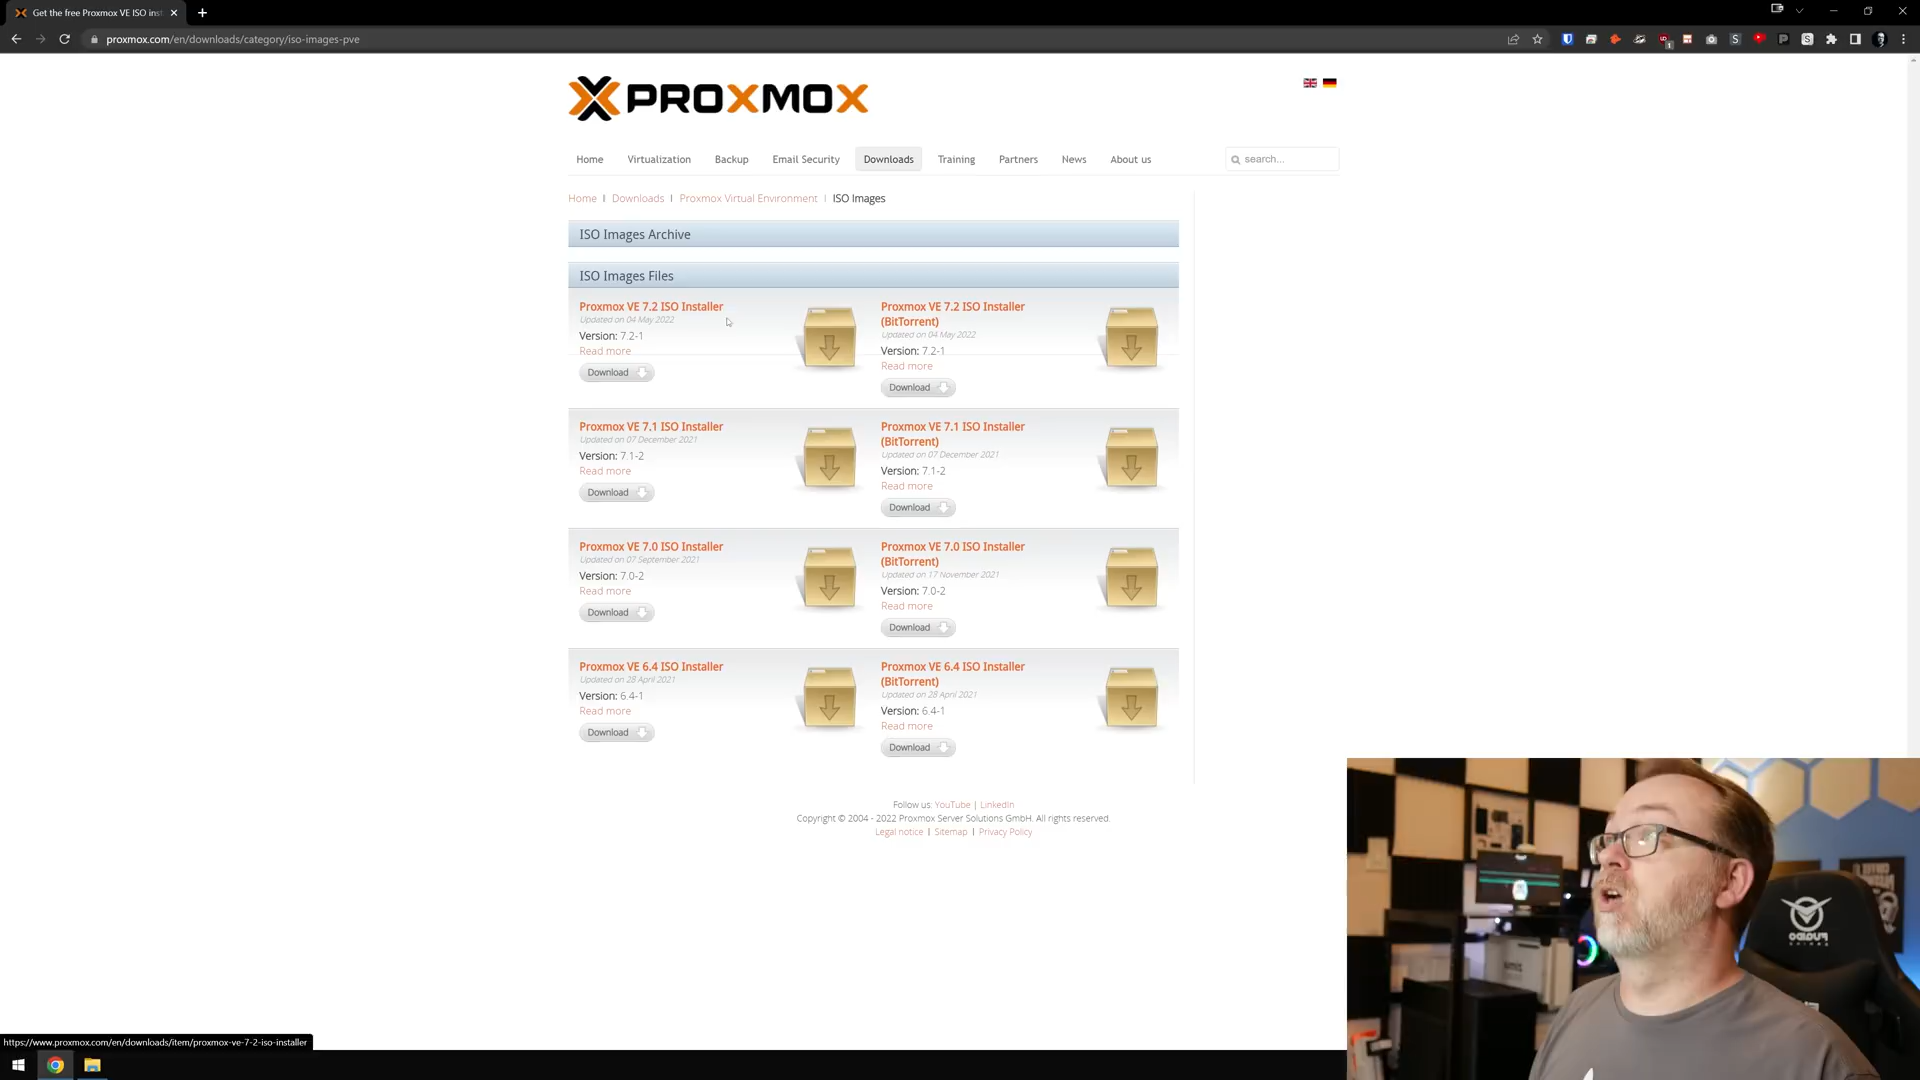 Get the free Proxmox VE ISO inst
proxmox.com/en/downloads/category/iso-images-pve
PROXMOX
Home Virtualization Backup Email Security Downloads Training Partners News About us search...
Home | Downloads | Proxmox Virtual Environment | ISO Images
ISO Images Archive
ISO Images Files
Proxmox VE 7.2 ISO Installer
Updated on 04 May 2022
Version: 7.2-1
Read more
Download
Proxmox VE 7.2 ISO Installer
(BitTorrent)
Updated on 04 May 2022
Version: 7.2-1
Read more
Download
Proxmox VE 7.1 ISO Installer
Updated on 07 December 2021
Version: 7.1-2
Read more
Download
Proxmox VE 7.1 ISO Installer
(BitTorrent)
Updated on 07 December 2021
Version: 7.1-2
Read more
Download
Proxmox VE 7.0 ISO Installer
Updated on 07 September 2021
Version: 7.0-2
Read more
Download
Proxmox VE 7.0 ISO Installer
(BitTorrent)
Updated on 17 November 2021
Version: 7.0-2
Read more
Download
Proxmox VE 6.4 ISO Installer
Updated on 28 April 2021
Version: 6.4-1
Read more
Download
Proxmox VE 6.4 ISO Installer
(BitTorrent)
Updated on 28 April 2021
Version: 6.4-1
Read more
Download
Follow us: YouTube | LinkedIn
Copyright © 2004 - 2022 Proxmox Server Solutions GmbH. All rights reserved.
Legal notice | Sitemap | Privacy Policy
https://www.proxmox.com/en/downloads/item/proxmox-ve-7-2-iso-installer